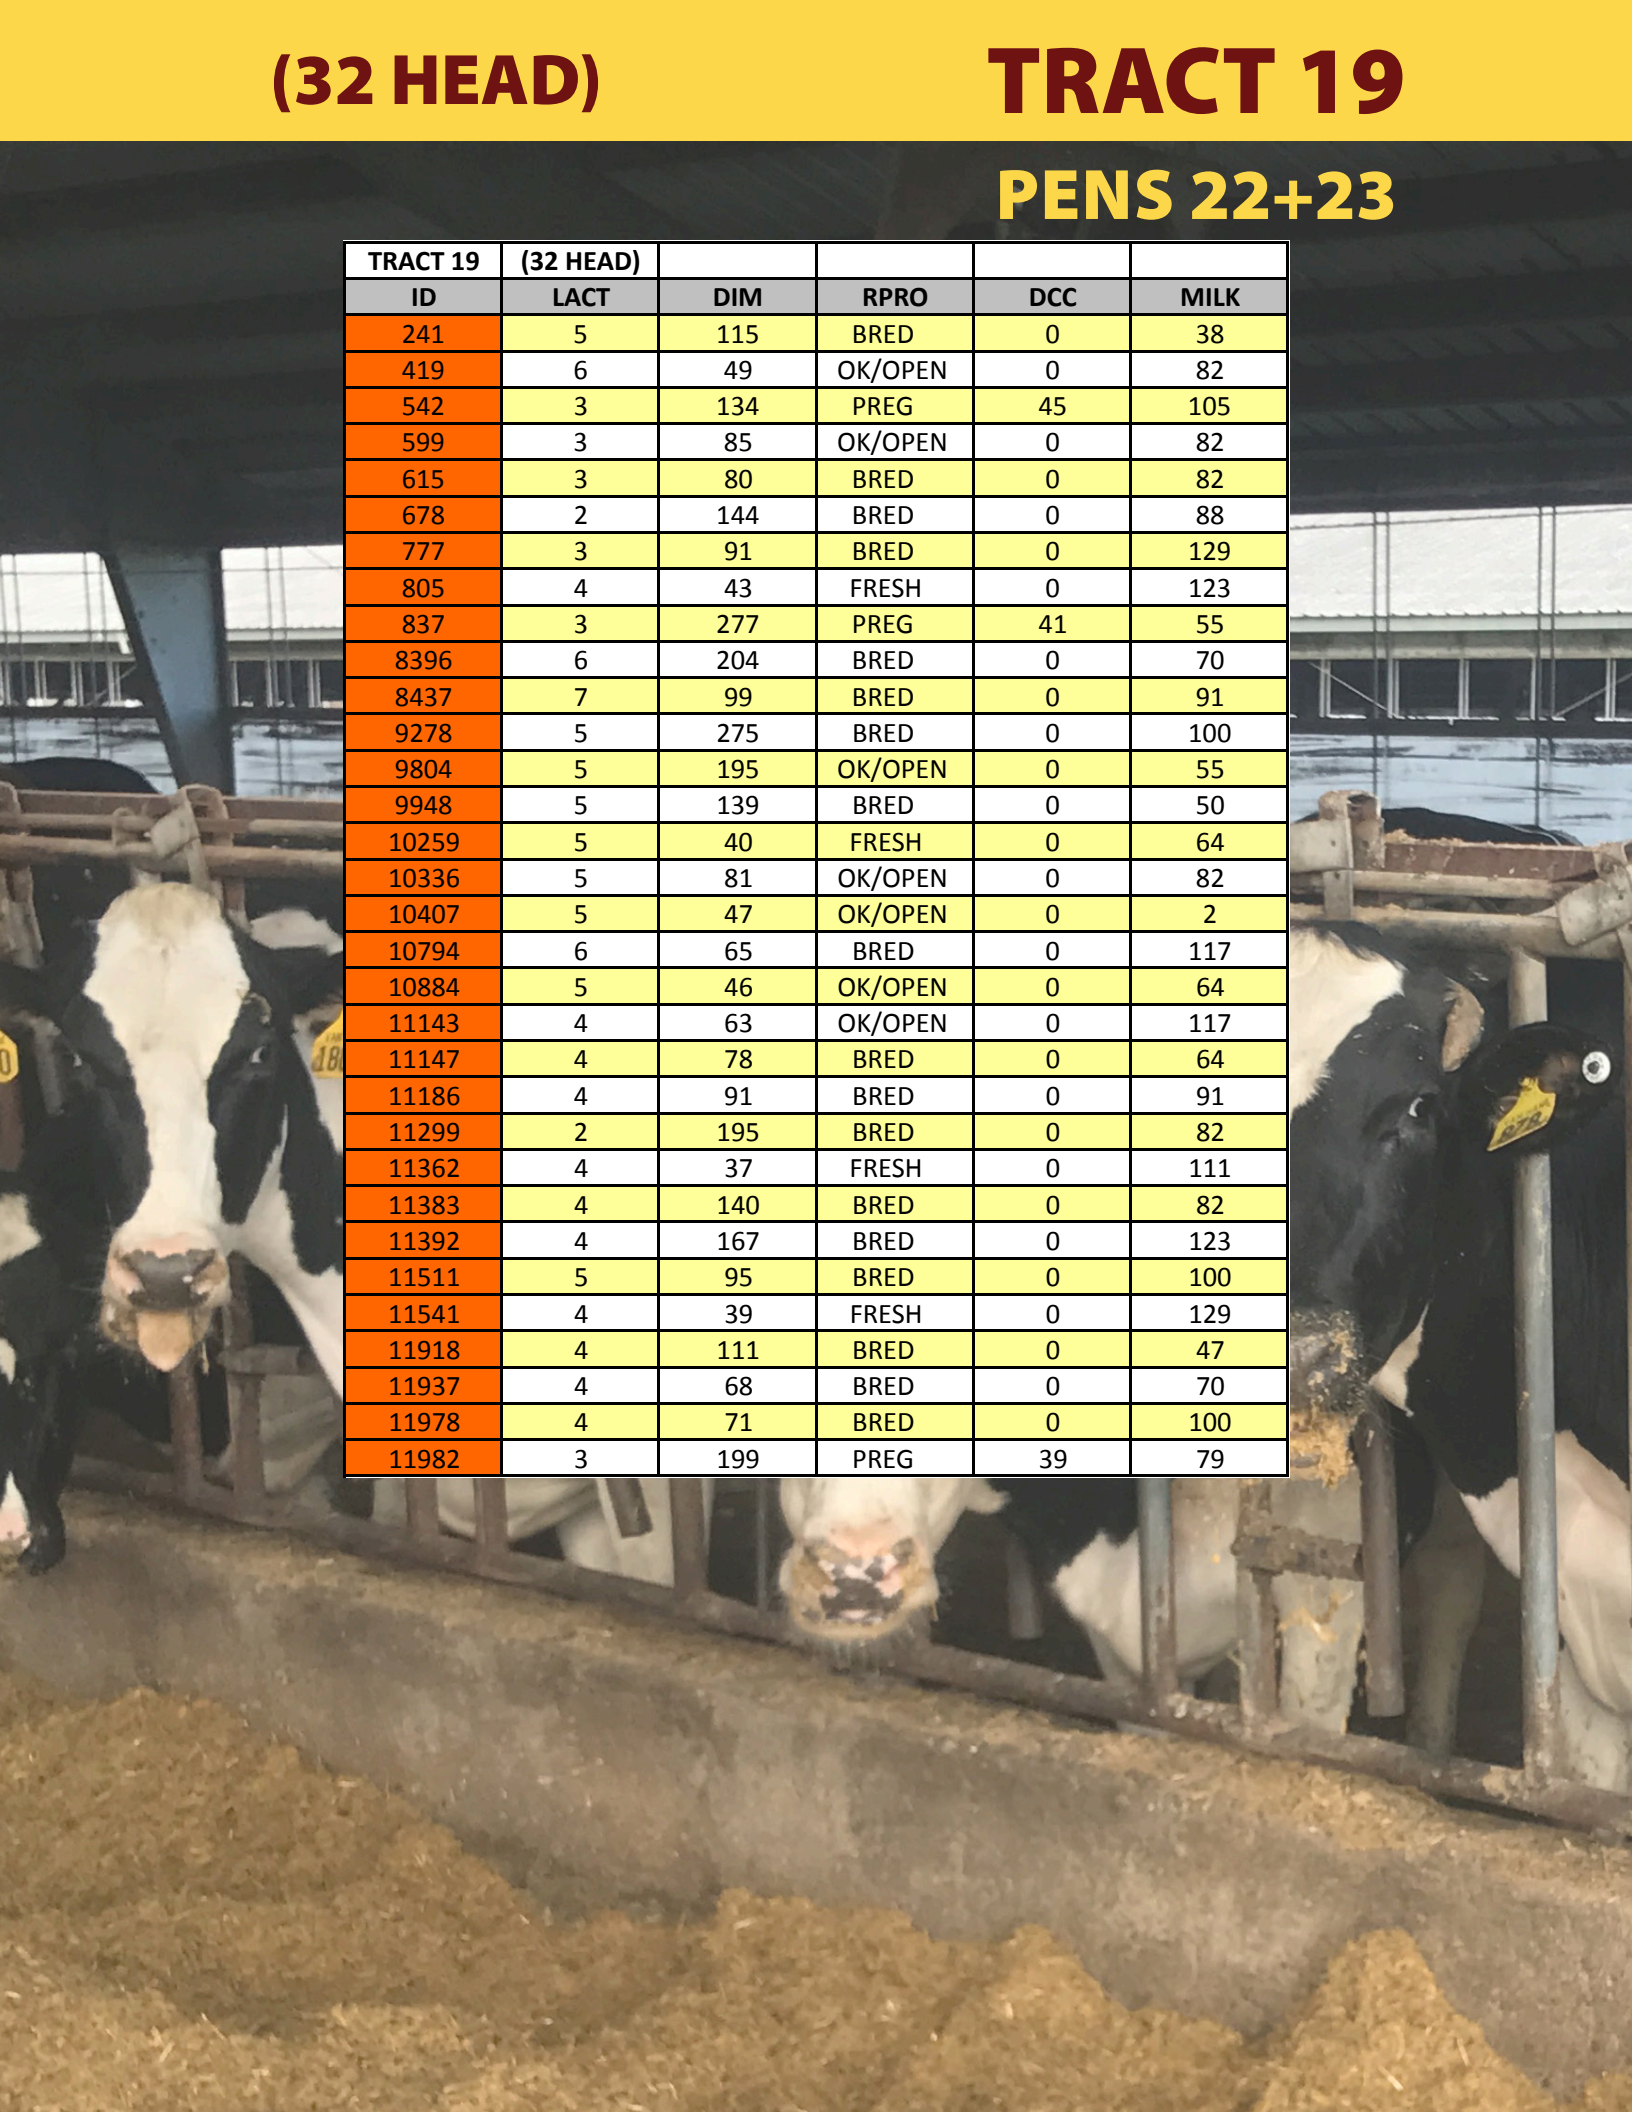 (32 HEAD) TRACT 19
PENS 22+23
TRACT 19 (32 HEAD)
ID LACT DIM RPRO DCC MILK
241 5 115 BRED 0 38
419 6 49 OK/OPEN 0 82
542 3 134 PREG 45 105
599 3 85 OK/OPEN 0 82
615 3 80 BRED 0 82
678 2 144 BRED 0 88
777 3 91 BRED 0 129
805 4 43 FRESH 0 123
837 3 277 PREG 41 55
8396 6 204 BRED 0 70
8437 7 99 BRED 0 91
9278 5 275 BRED 0 100
9804 5 195 OK/OPEN 0 55
9948 5 139 BRED 0 50
10259 5 40 FRESH 0 64
10336 5 81 OK/OPEN 0 82
10407 5 47 OK/OPEN 0 2
10794 6 65 BRED 0 117
10884 5 46 OK/OPEN 0 64
11143 4 63 OK/OPEN 0 117
11147 4 78 BRED 0 64
11186 4 91 BRED 0 91
11299 2 195 BRED 0 82
11362 4 37 FRESH 0 111
11383 4 140 BRED 0 82
11392 4 167 BRED 0 123
11511 5 95 BRED 0 100
11541 4 39 FRESH 0 129
11918 4 111 BRED 0 47
11937 4 68 BRED 0 70
11978 4 71 BRED 0 100
11982 3 199 PREG 39 79